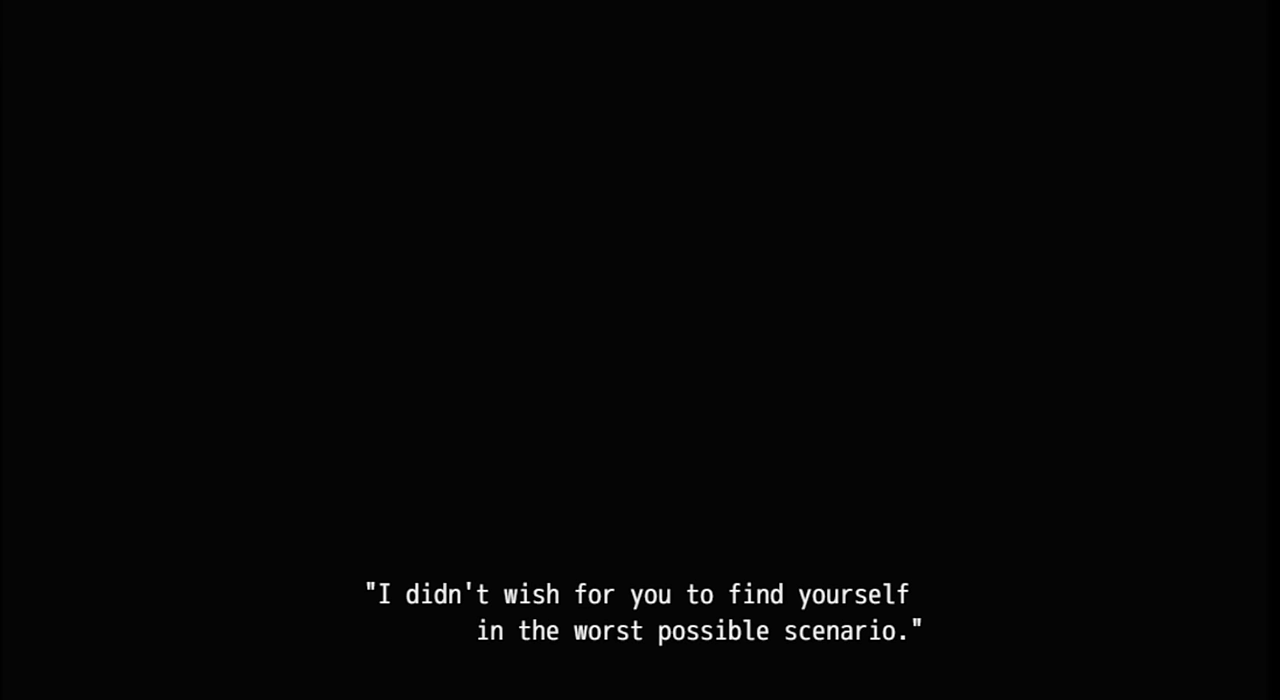 "I didn't wish for you to find yourself
in the worst possible scenario."